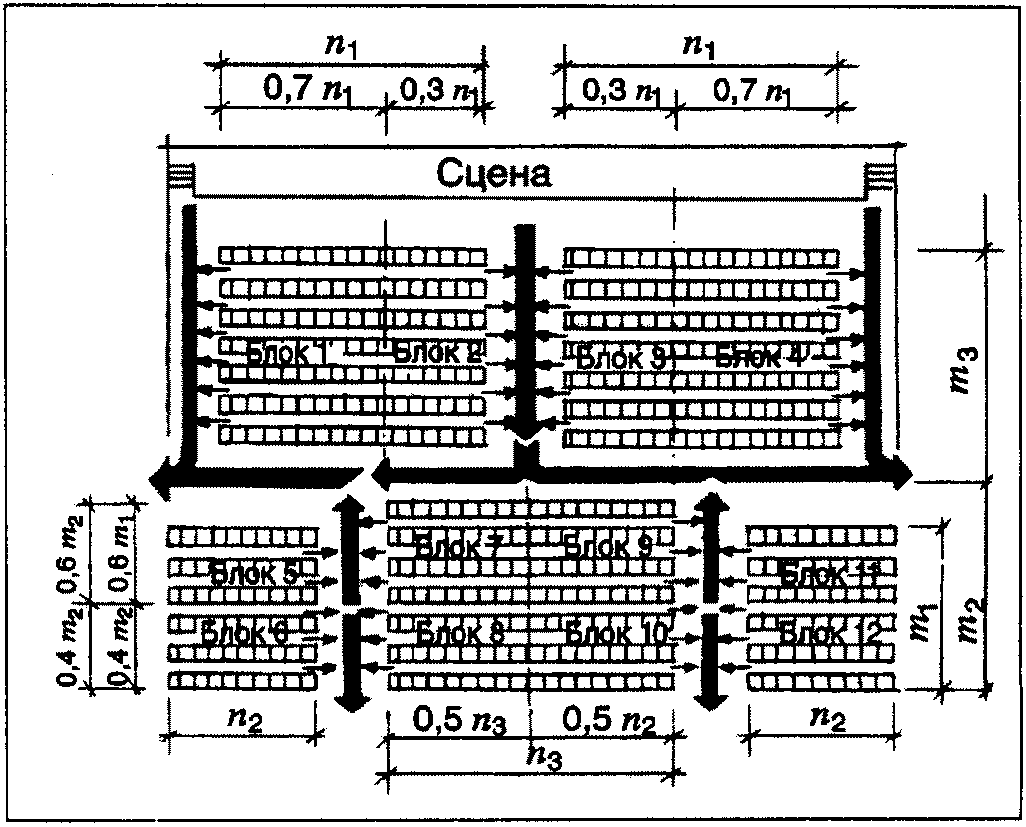 n1 n1
0,7 n1 0,3 n1 0,3 n1 0,7 n1
Сцена
Блок 1 Блок 2 Блок 3 Блок 4
m3
0,6 m2 0,6 m1
Блок 7 Блок 9
Блок 5 Блок 11
0,4 m2 0,4 m2
Блок 6 Блок 8 Блок 10 Блок 12
m1 m2
n2 0,5 n3 0,5 n2 n2
n3